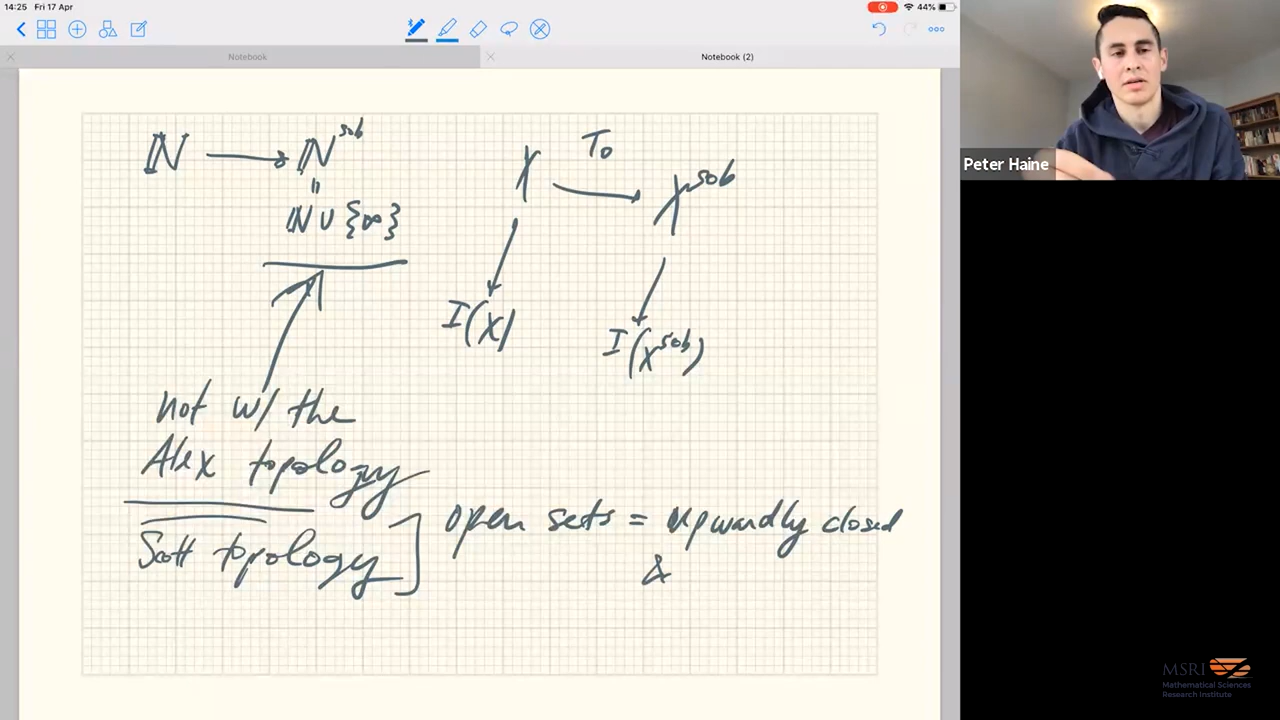 14:25 Fri 17 Apr
44%
Notebook
Notebook (2)
ℕ → ℕ^sob
=
ℕ ∪ {∞}
X T₀ → X^sob
I(X)
I(X^sob)
not w/ the
Alex topology
Scott topology ] open sets = upwardly closed
&
Peter Haine
MSRI
Mathematical Sciences
Research Institute